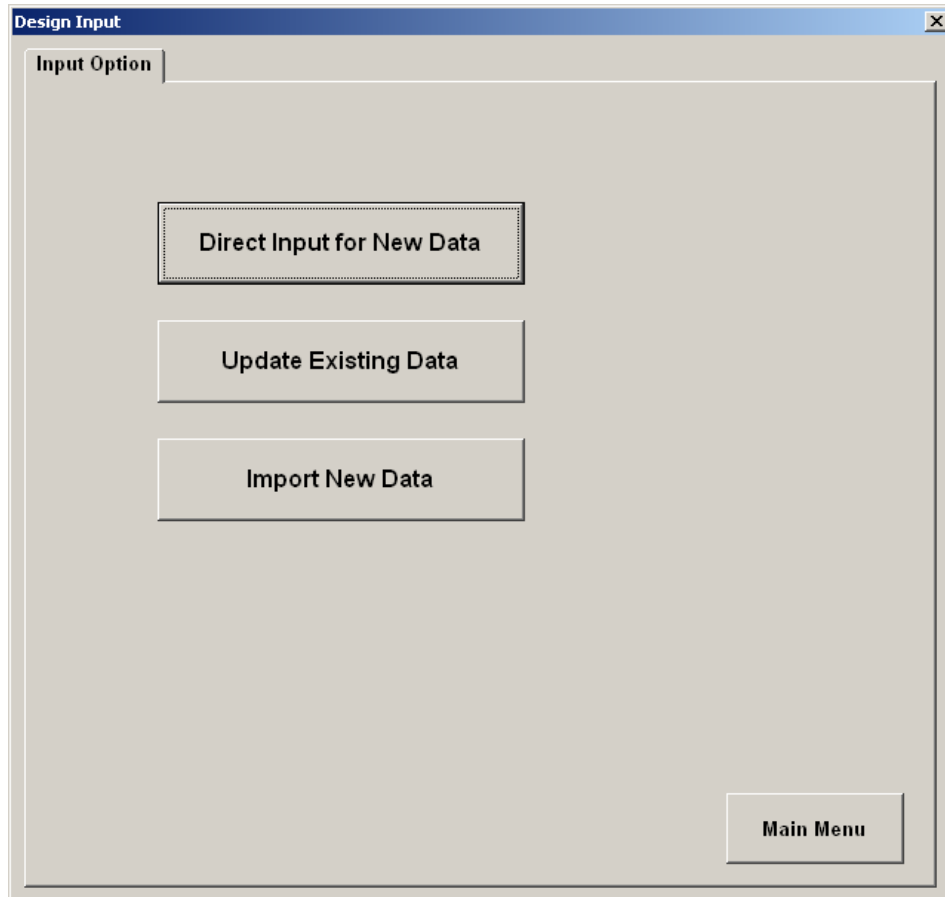 Design Input
Input Option
Direct Input for New Data
Update Existing Data
Import New Data
Main Menu